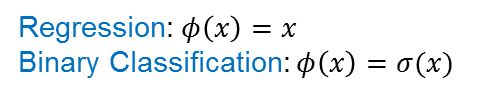 Regression: ϕ(x) = x
Binary Classification: ϕ(x) = σ(x)